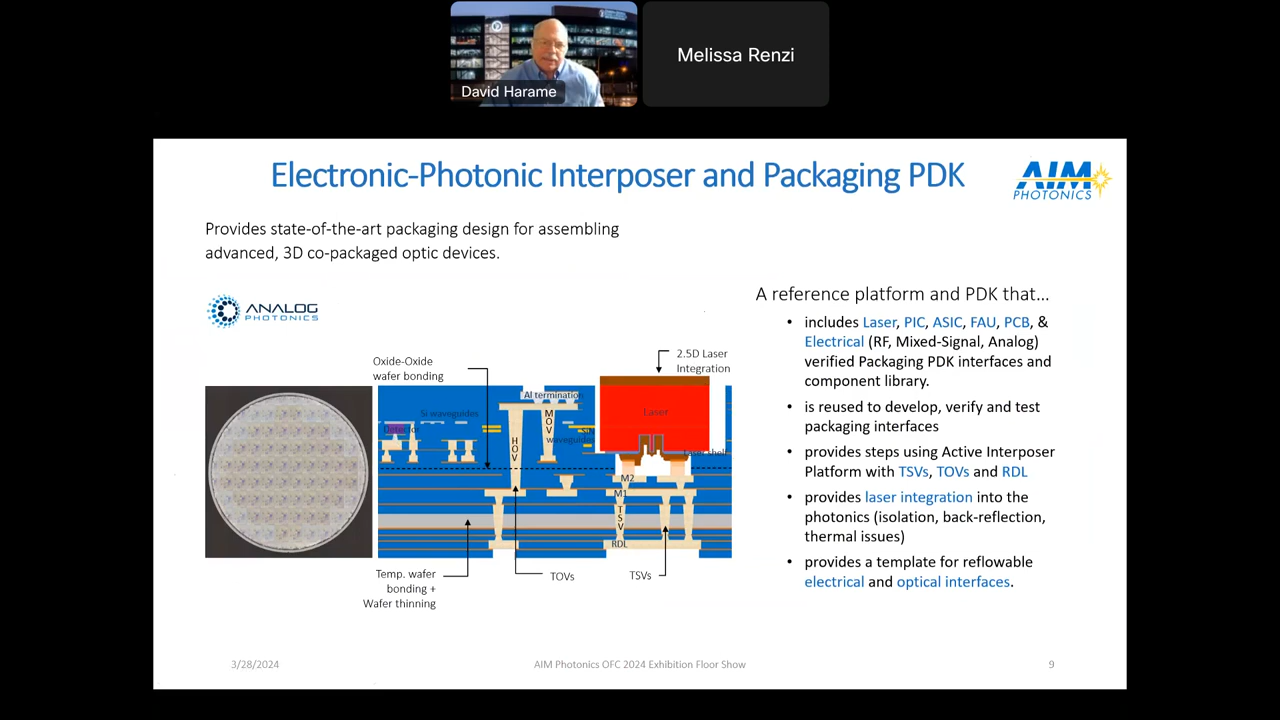 David Harame
Melissa Renzi
Electronic-Photonic Interposer and Packaging PDK
AIM
PHOTONICS
Provides state-of-the-art packaging design for assembling
advanced, 3D co-packaged optic devices.
ANALOG
PHOTONICS
Oxide-Oxide
wafer bonding
2.5D Laser
Integration
Al termination
Si waveguides
Detector
HOV
MOV
waveguides
Laser
Laser shelf
M2
M1
TSV
RDL
Temp. wafer
bonding +
Wafer thinning
TOVs
TSVs
A reference platform and PDK that...
• includes Laser, PIC, ASIC, FAU, PCB, &
Electrical (RF, Mixed-Signal, Analog)
verified Packaging PDK interfaces and
component library.
• is reused to develop, verify and test
packaging interfaces
• provides steps using Active Interposer
Platform with TSVs, TOVs and RDL
• provides laser integration into the
photonics (isolation, back-reflection,
thermal issues)
• provides a template for reflowable
electrical and optical interfaces.
3/28/2024
AIM Photonics OFC 2024 Exhibition Floor Show
9